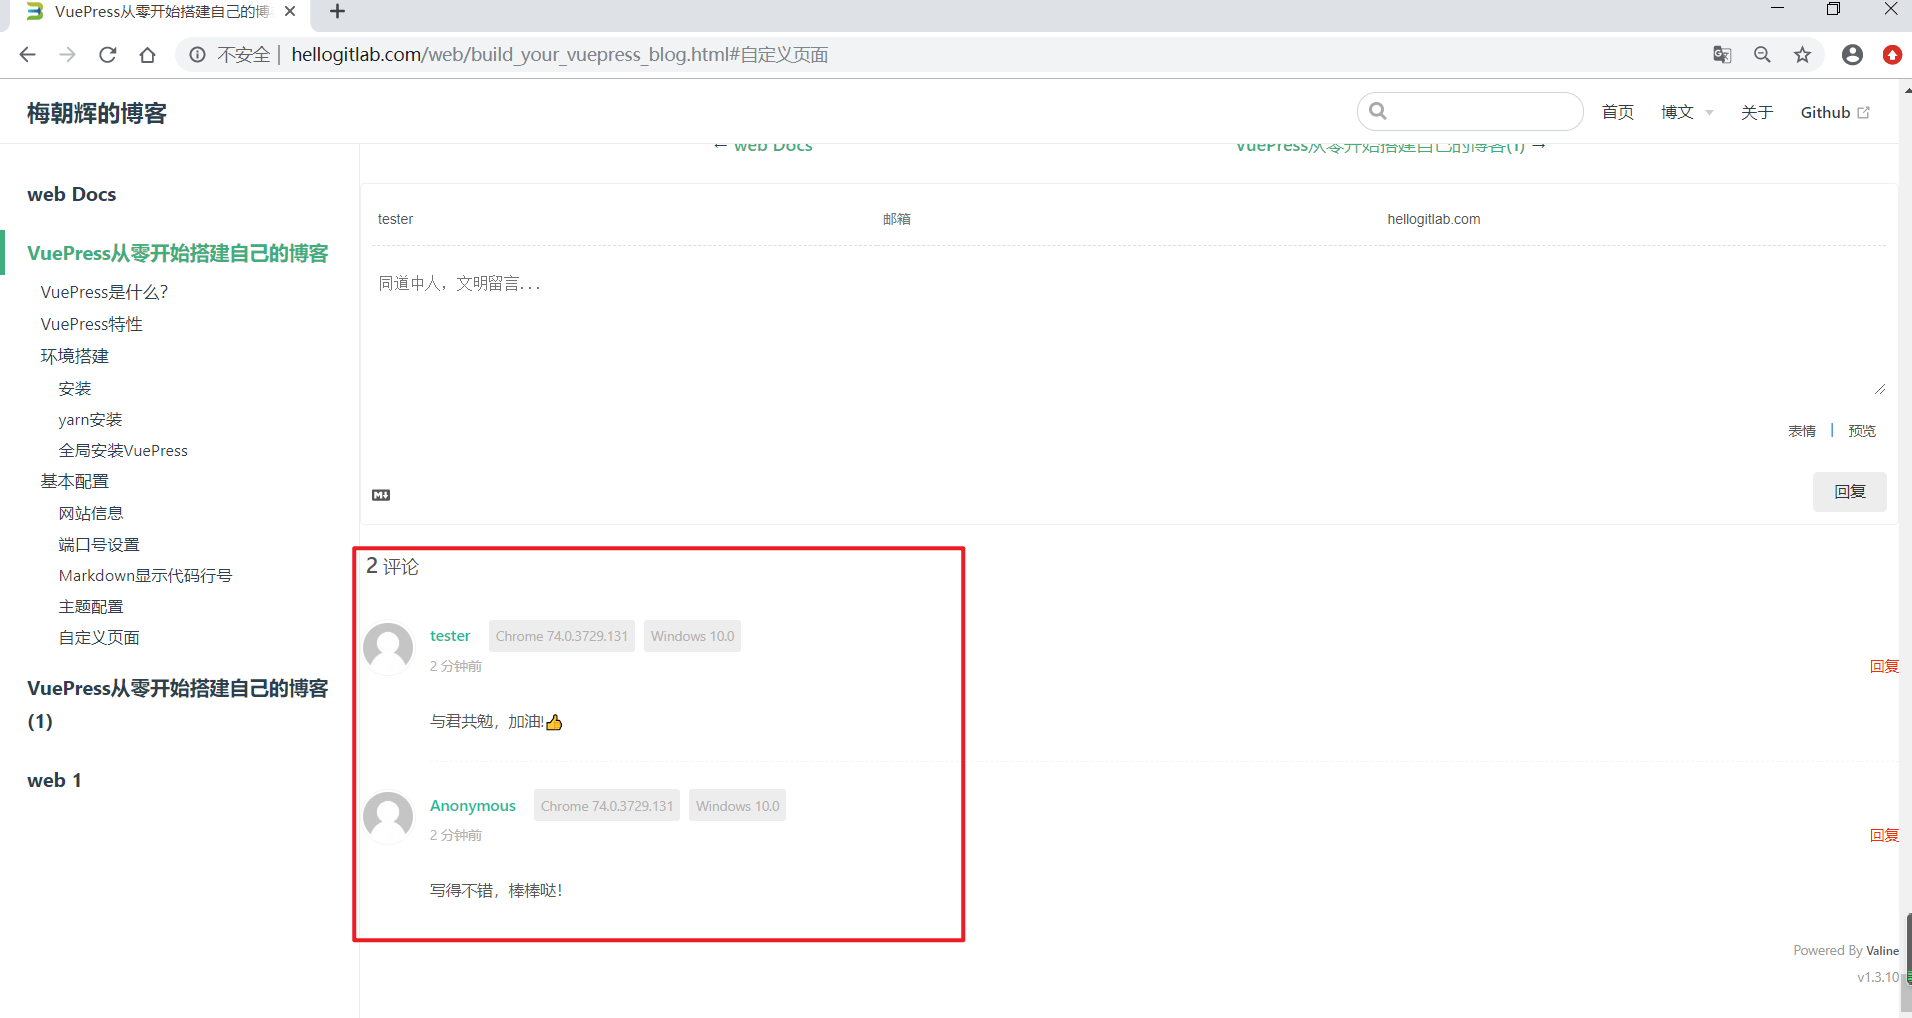 VuePress从零开始搭建自己的博
不安全 | hellogitlab.com/web/build_your_vuepress_blog.html#自定义页面
梅朝辉的博客
首页 博文 关于 Github
← web Docs VuePress从零开始搭建自己的博客(1) →
web Docs
VuePress从零开始搭建自己的博客
VuePress是什么？
VuePress特性
环境搭建
安装
yarn安装
全局安装VuePress
基本配置
网站信息
端口号设置
Markdown显示代码行号
主题配置
自定义页面
VuePress从零开始搭建自己的博客
(1)
web 1
tester 邮箱 hellogitlab.com
同道中人，文明留言...
表情 | 预览
M↓ 回复
2 评论
tester Chrome 74.0.3729.131 Windows 10.0
2 分钟前 回复
与君共勉，加油!👍
Anonymous Chrome 74.0.3729.131 Windows 10.0
2 分钟前 回复
写得不错，棒棒哒！
Powered By Valine
v1.3.10